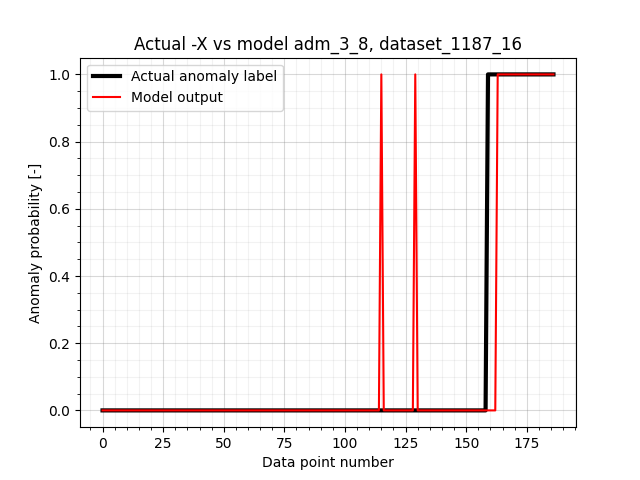 Actual -X vs model adm_3_8, dataset_1187_16
Actual anomaly label
Model output
Anomaly probability [-]
1.0
0.8
0.6
0.4
0.2
0.0
0 25 50 75 100 125 150 175
Data point number